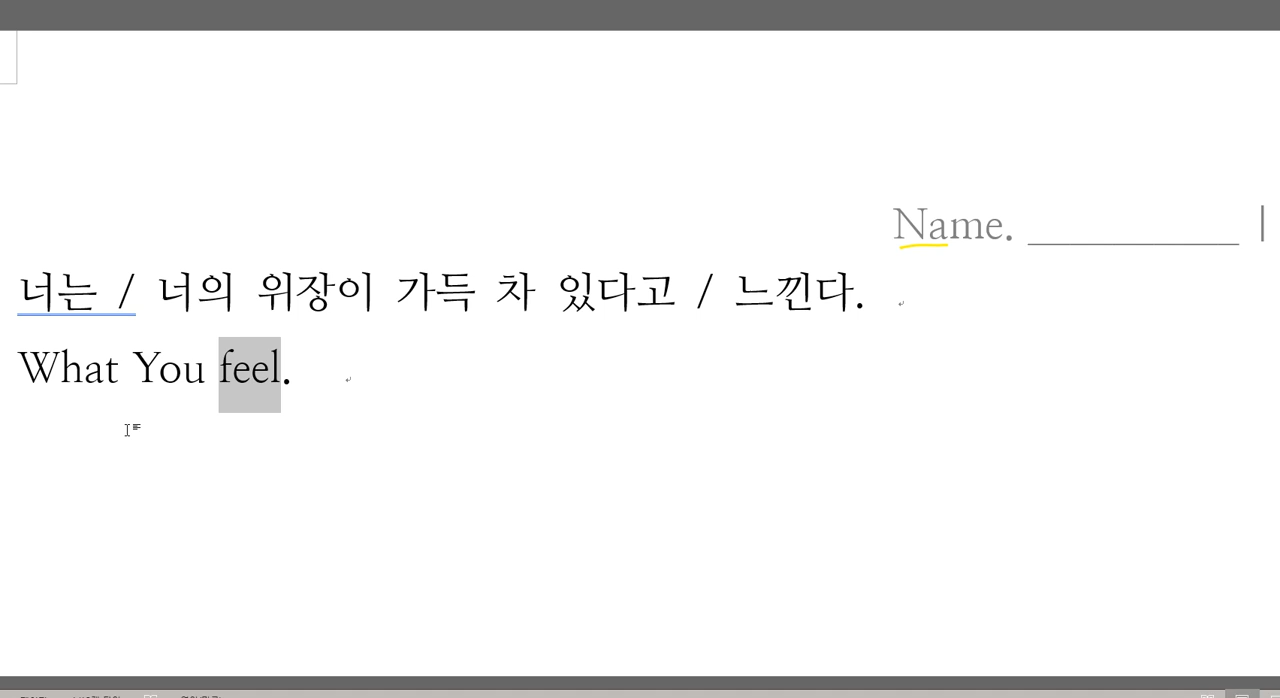 Name. __________ |
너는 / 너의 위장이 가득 차 있다고 / 느낀다.
What You feel.